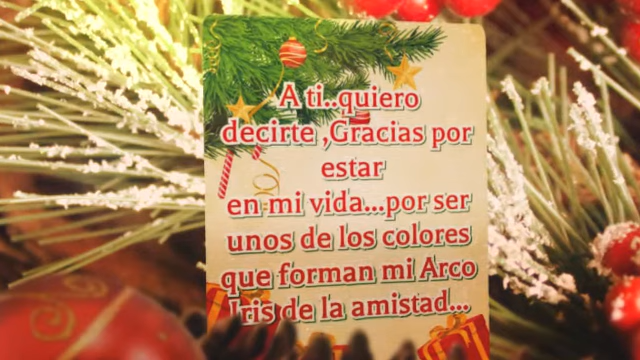 A ti..quiero
decirte ,Gracias por
estar
en mi vida...por ser
unos de los colores
que forman mi Arco
Iris de la amistad...